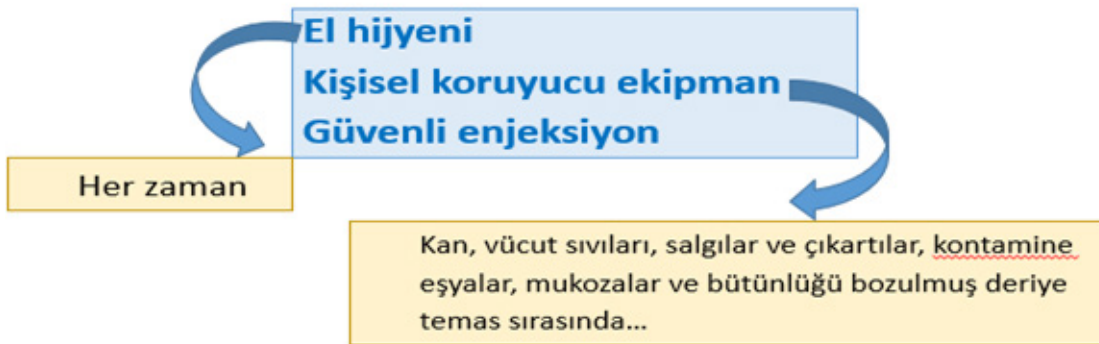 El hijyeni
Kişisel koruyucu ekipman
Güvenli enjeksiyon
Her zaman
Kan, vücut sıvıları, salgılar ve çıkartılar, kontamine
eşyalar, mukozalar ve bütünlüğü bozulmuş deriye
temas sırasında...